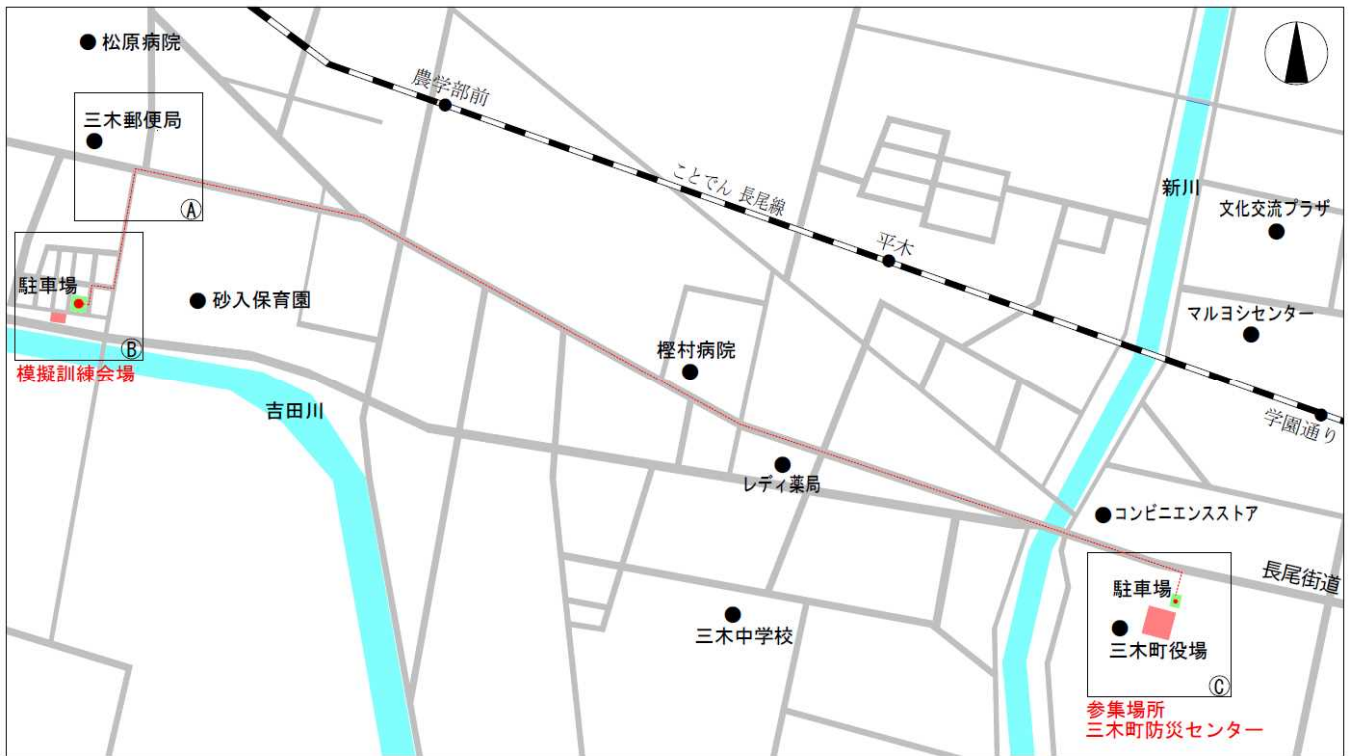 松原病院
三木郵便局
Ⓐ
農学部前
ことでん 長尾線
平木
新川
文化交流プラザ
マルヨシセンター
学園通り
駐車場
砂入保育園
Ⓑ
模擬訓練会場
吉田川
樫村病院
レディ薬局
コンビニエンスストア
長尾街道
三木中学校
駐車場
三木町役場
Ⓒ
参集場所
三木町防災センター